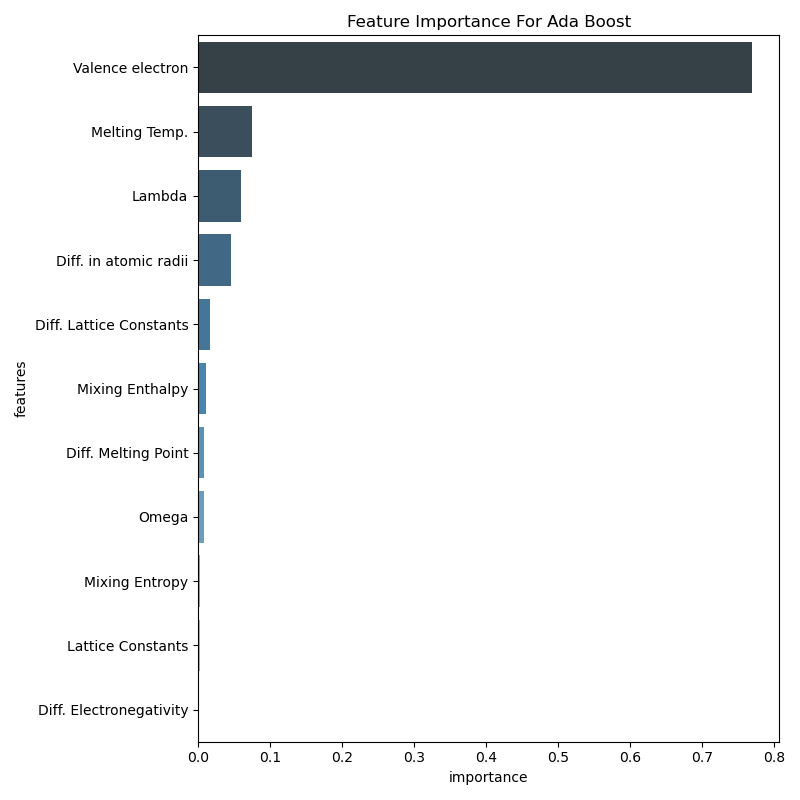 Feature Importance For Ada Boost
Valence electron
Melting Temp.
Lambda
Diff. in atomic radii
Diff. Lattice Constants
Mixing Enthalpy
Diff. Melting Point
Omega
Mixing Entropy
Lattice Constants
Diff. Electronegativity
features
0.0 0.1 0.2 0.3 0.4 0.5 0.6 0.7 0.8
importance